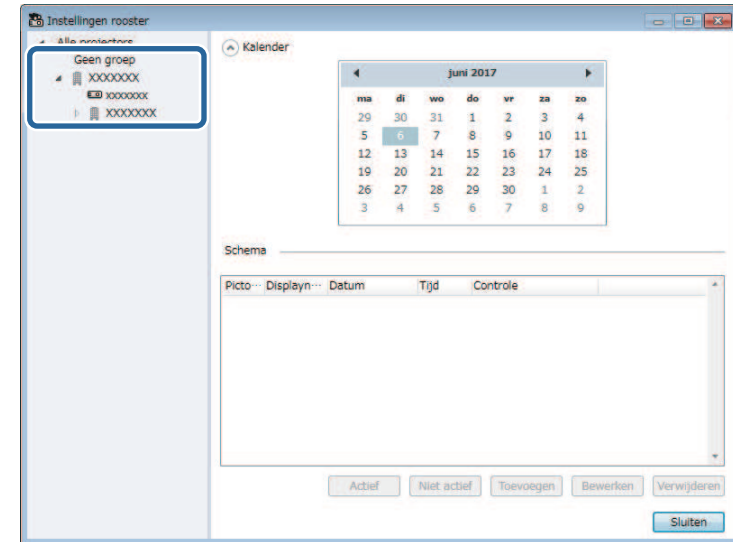 Instellingen rooster
Alle projectors
Geen groep
XXXXXXX
XXXXXXX
XXXXXXX
Kalender
juni 2017
ma di wo do vr za zo
29 30 31 1 2 3 4
5 6 7 8 9 10 11
12 13 14 15 16 17 18
19 20 21 22 23 24 25
26 27 28 29 30 1 2
3 4 5 6 7 8 9
Schema
Picto··· Displayn··· Datum Tijd Controle
Actief Niet actief Toevoegen Bewerken Verwijderen
Sluiten